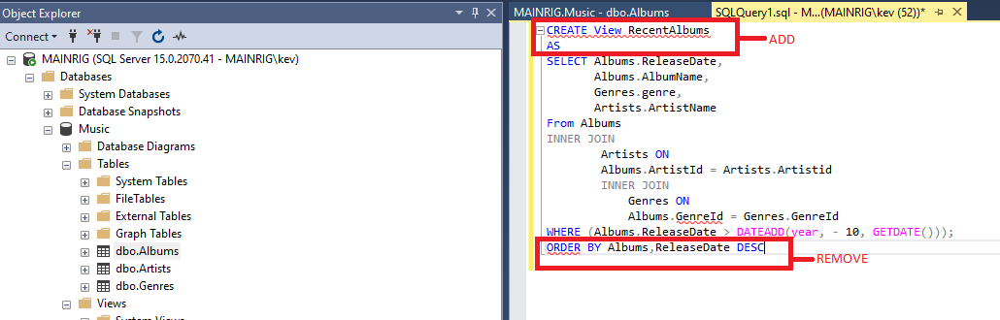 Object Explorer
Connect
MAINRIG (SQL Server 15.0.2070.41 - MAINRIG\kev)
Databases
System Databases
Database Snapshots
Music
Database Diagrams
Tables
System Tables
FileTables
External Tables
Graph Tables
dbo.Albums
dbo.Artists
dbo.Genres
Views
MAINRIG.Music - dbo.Albums
SQLQuery1.sql - M...(MAINRIG\kev (52))*
CREATE View RecentAlbums
ADD
AS
SELECT Albums.ReleaseDate,
Albums.AlbumName,
Genres.genre,
Artists.ArtistName
From Albums
INNER JOIN
Artists ON
Albums.ArtistId = Artists.Artistid
INNER JOIN
Genres ON
Albums.GenreId = Genres.GenreId
WHERE (Albums.ReleaseDate > DATEADD(year, - 10, GETDATE()));
ORDER BY Albums,ReleaseDate DESC
REMOVE